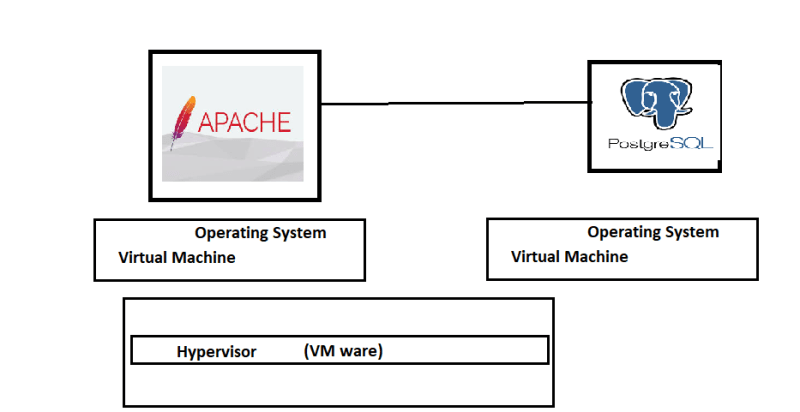 APACHE
PostgreSQL
Operating System
Virtual Machine
Operating System
Virtual Machine
Hypervisor (VM ware)